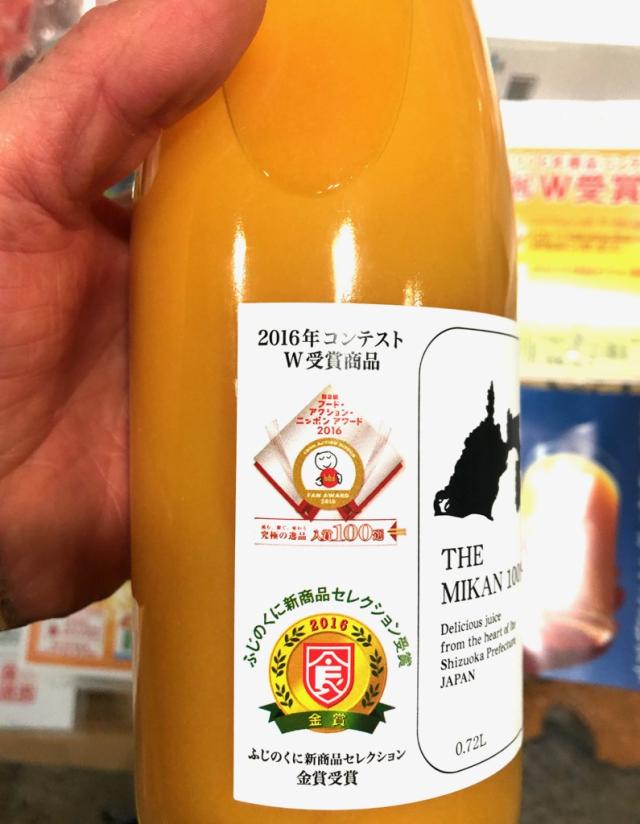 2016年コンテスト
W受賞商品
フード・
アクション・
ニッポン アワード
2016
FAN AWARD
2016
究極の逸品 入賞100選
ふじのくに新商品セレクション受賞
2016
金賞
ふじのくに新商品セレクション
金賞受賞
THE
MIKAN 100
Delicious juice
from the heart of the
Shizuoka Prefecture
JAPAN
0.72L
W受賞